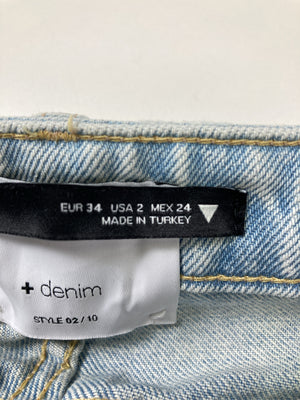 EUR 34 USA 2 MEX 24
MADE IN TURKEY
+ denim
STYLE 02 / 10